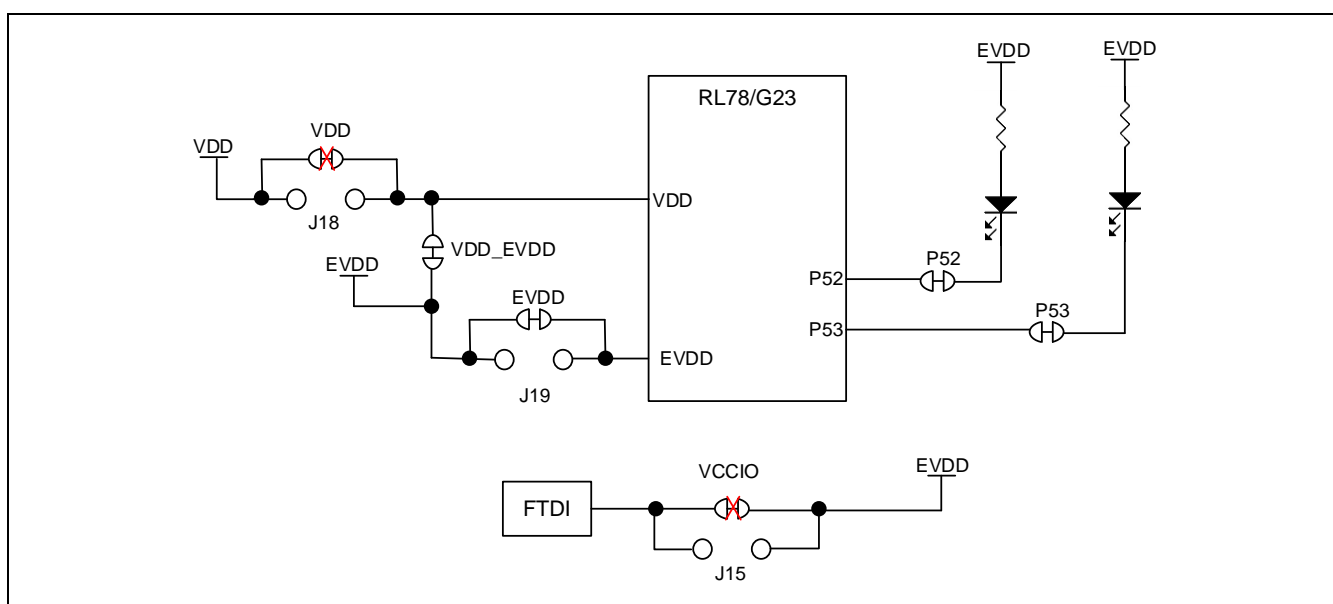 EVDD
EVDD
RL78/G23
VDD
VDD
VDD
J18
VDD_EVDD
P52
EVDD
P52
EVDD
P53
P53
EVDD
J19
VCCIO
EVDD
FTDI
J15